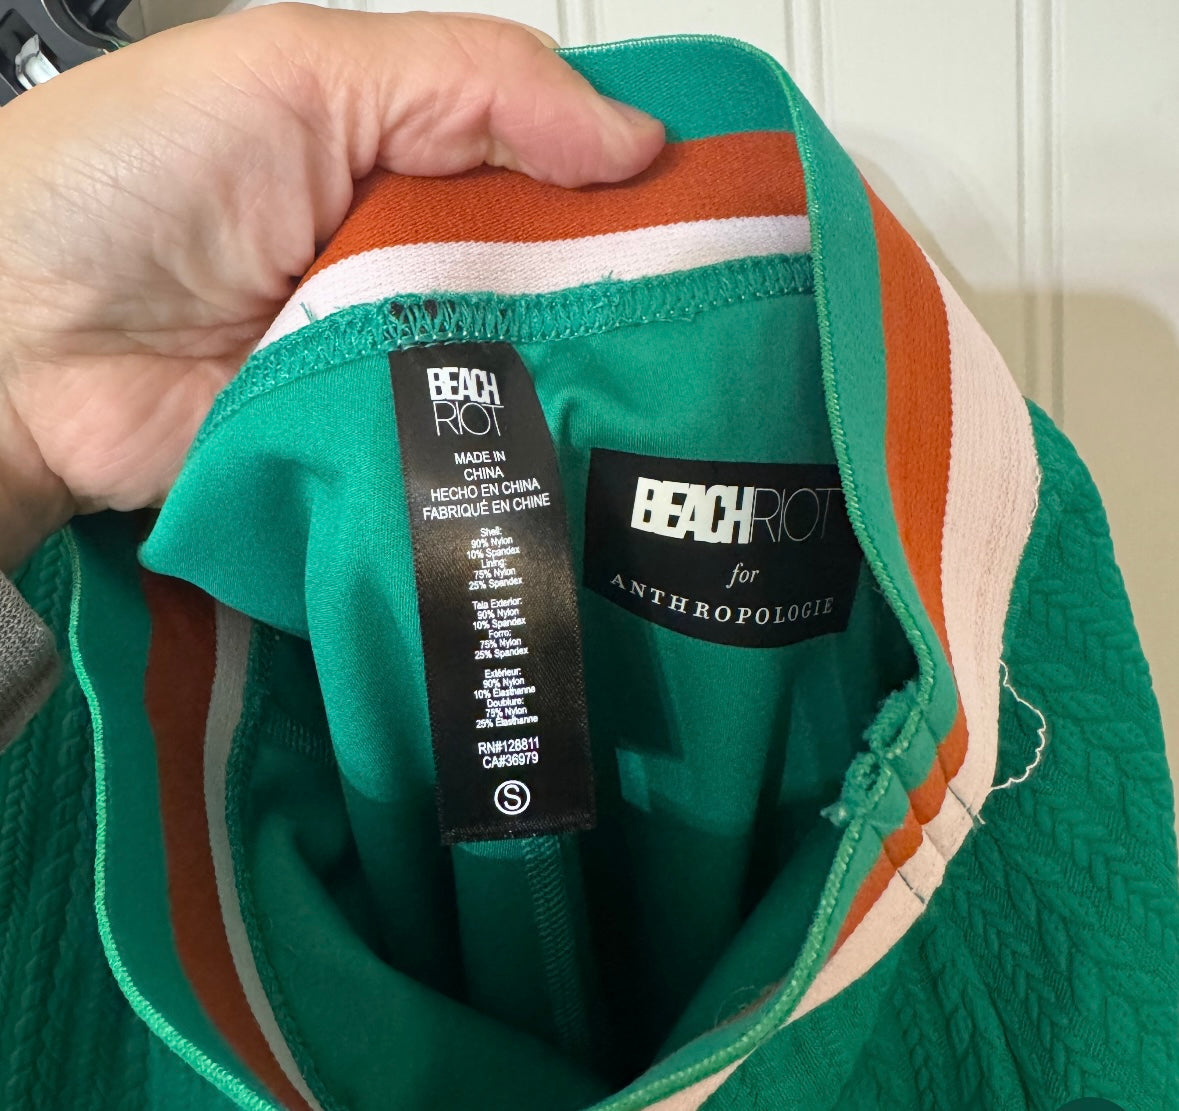 BEACH
RIOT
MADE IN
CHINA
HECHO EN CHINA
FABRIQUÉ EN CHINE
Shell:
90% Nylon
10% Spandex
Lining:
75% Nylon
25% Spandex
Tela Exterior:
90% Nylon
10% Spandex
Forro:
75% Nylon
25% Spandex
Extérieur:
90% Nylon
10% Élasthanne
Doublure:
75% Nylon
25% Élasthanne
RN#128811
CA#36979
S
BEACHRIOT
for
ANTHROPOLOGIE